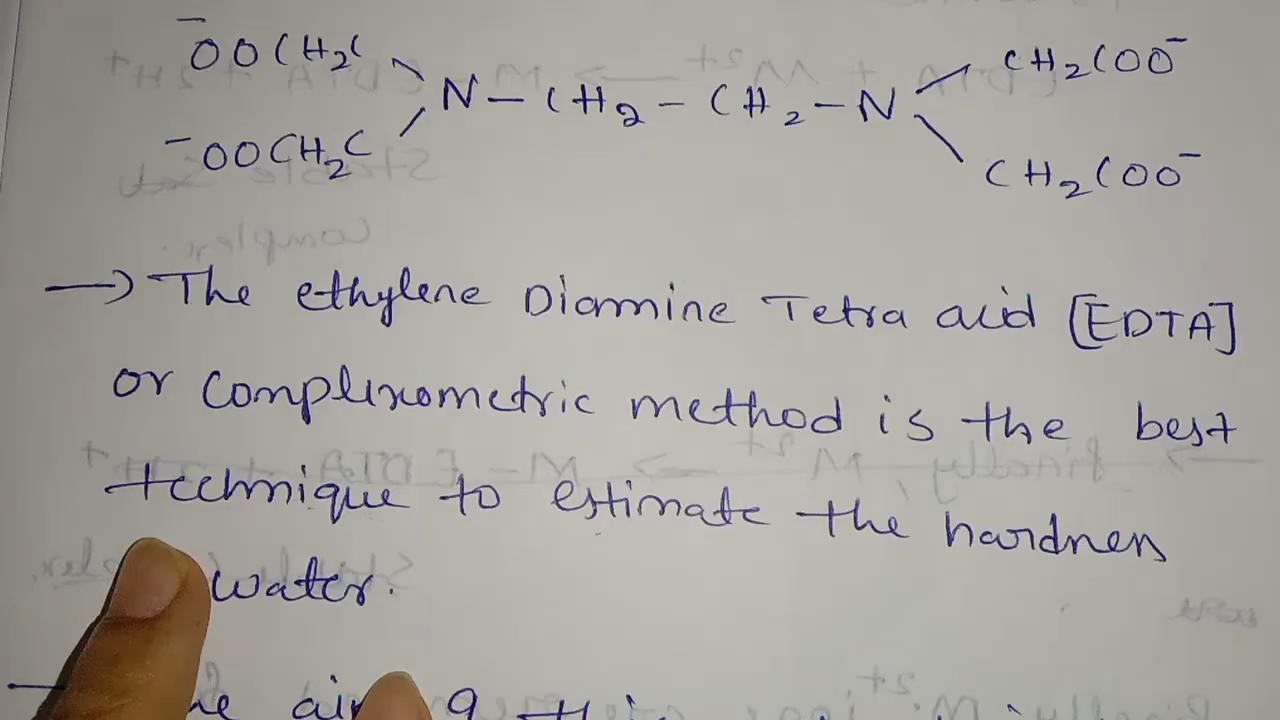 ⁻OOCH₂C
CH₂COO⁻
N – CH₂ – CH₂ – N
⁻OOCH₂C
CH₂COO⁻
→ The ethylene Diamine Tetra acid [EDTA]
or complexometric method is the best
technique to estimate the hardness
water.